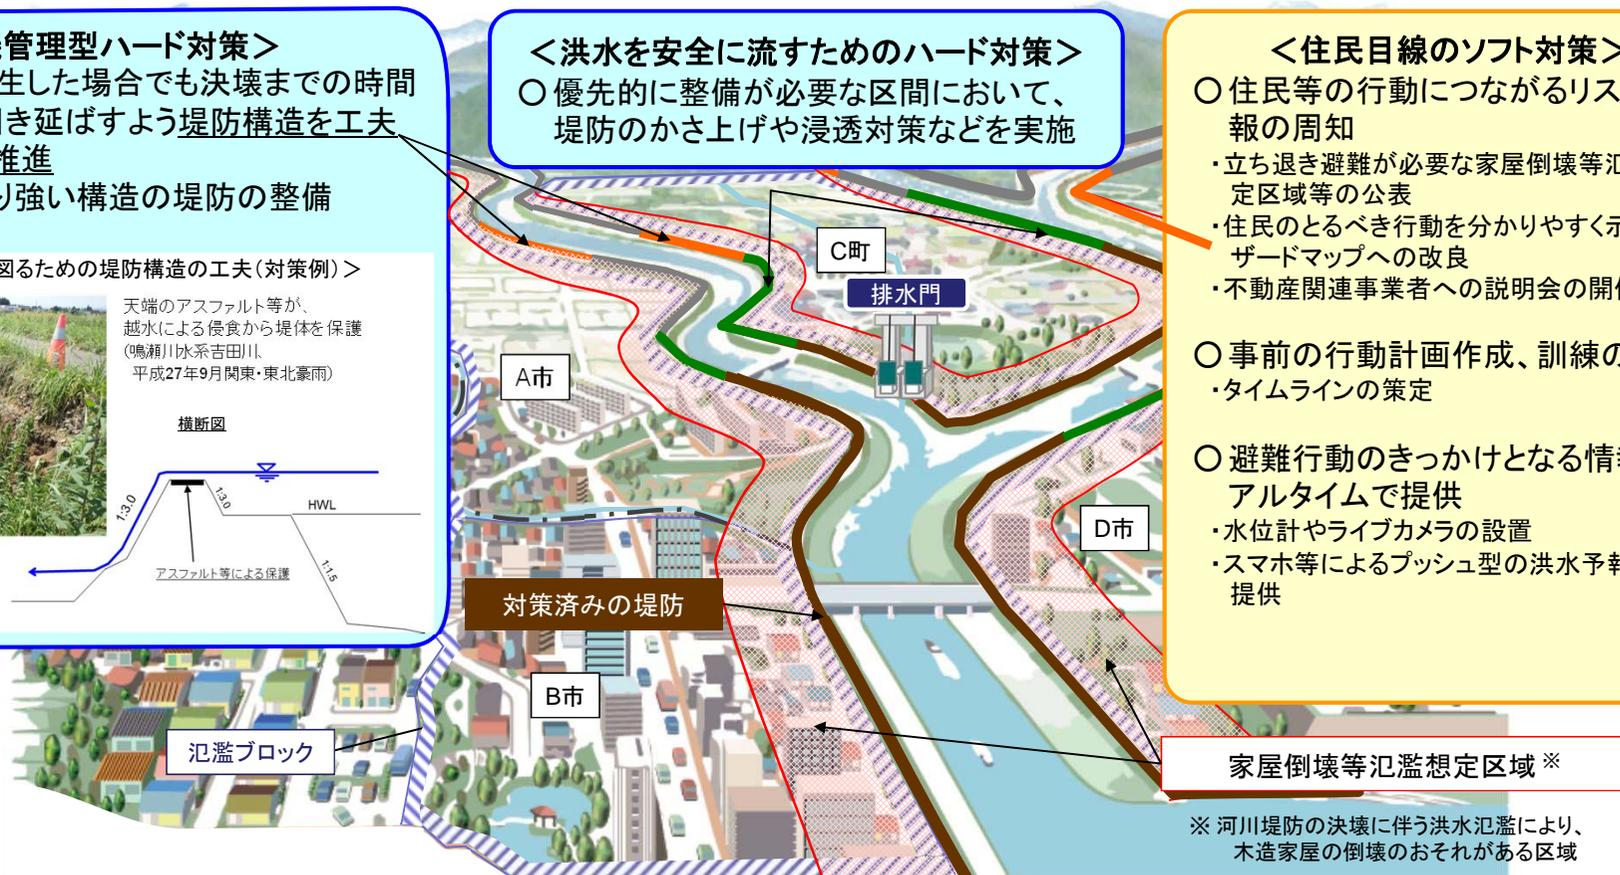 管理型ハード対策＞
生した場合でも決壊までの時間
き延ばすよう堤防構造を工夫
推進
り強い構造の堤防の整備
図るための堤防構造の工夫（対策例）＞
天端のアスファルト等が、
越水による侵食から堤体を保護
（鳴瀬川水系吉田川、
平成27年9月関東・東北豪雨）
横断図
1:3.0
1:3.0
HWL
1:1.5
アスファルト等による保護
＜洪水を安全に流すためのハード対策＞
○優先的に整備が必要な区間において、
堤防のかさ上げや浸透対策などを実施
＜住民目線のソフト対策＞
○住民等の行動につながるリス
報の周知
・立ち退き避難が必要な家屋倒壊等氾
定区域等の公表
・住民のとるべき行動を分かりやすく示
ザードマップへの改良
・不動産関連事業者への説明会の開
○事前の行動計画作成、訓練の
・タイムラインの策定
○避難行動のきっかけとなる情
アルタイムで提供
・水位計やライブカメラの設置
・スマホ等によるプッシュ型の洪水予
提供
C町
排水門
A市
D市
対策済みの堤防
B市
氾濫ブロック
家屋倒壊等氾濫想定区域※
※ 河川堤防の決壊に伴う洪水氾濫により、
木造家屋の倒壊のおそれがある区域